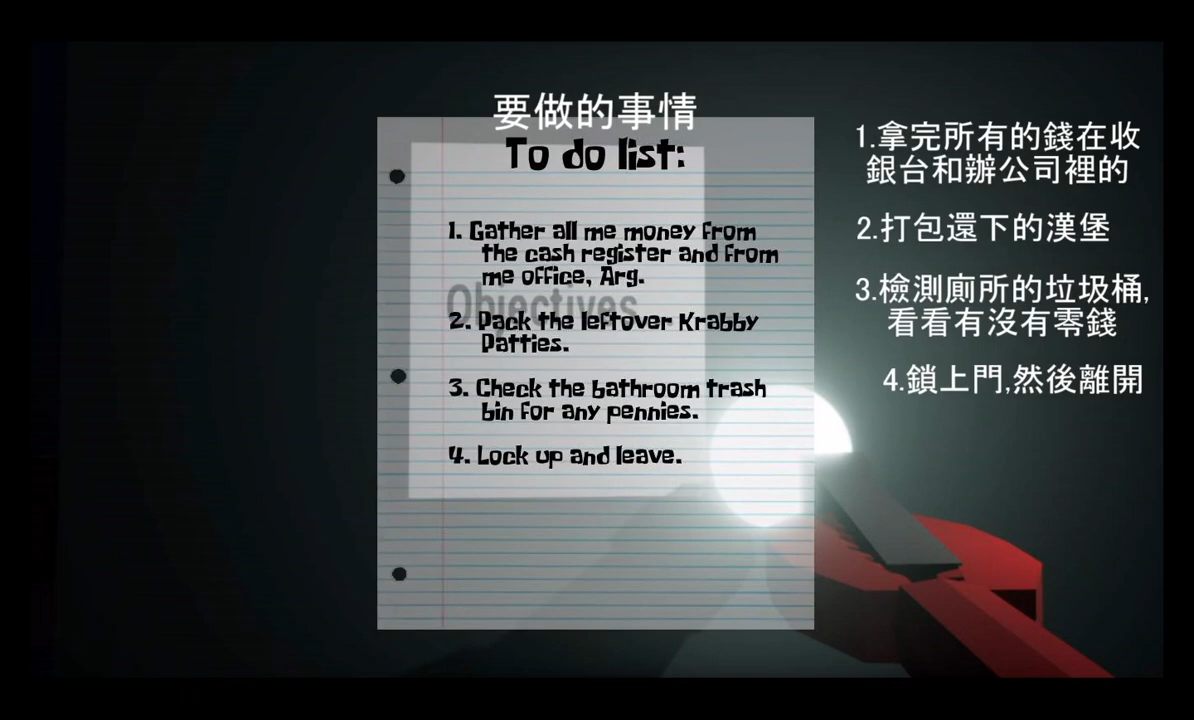 要做的事情
To do list:
1. Gather all me money from
the cash register and from
me office, Arg.
Objectives
2. Pack the leftover Krabby
Patties.
3. Check the bathroom trash
bin for any pennies.
4. Lock up and leave.
1.拿完所有的錢在收
銀台和辦公司裡的
2.打包還下的漢堡
3.檢測廁所的垃圾桶,
看看有沒有零錢
4.鎖上門,然後離開